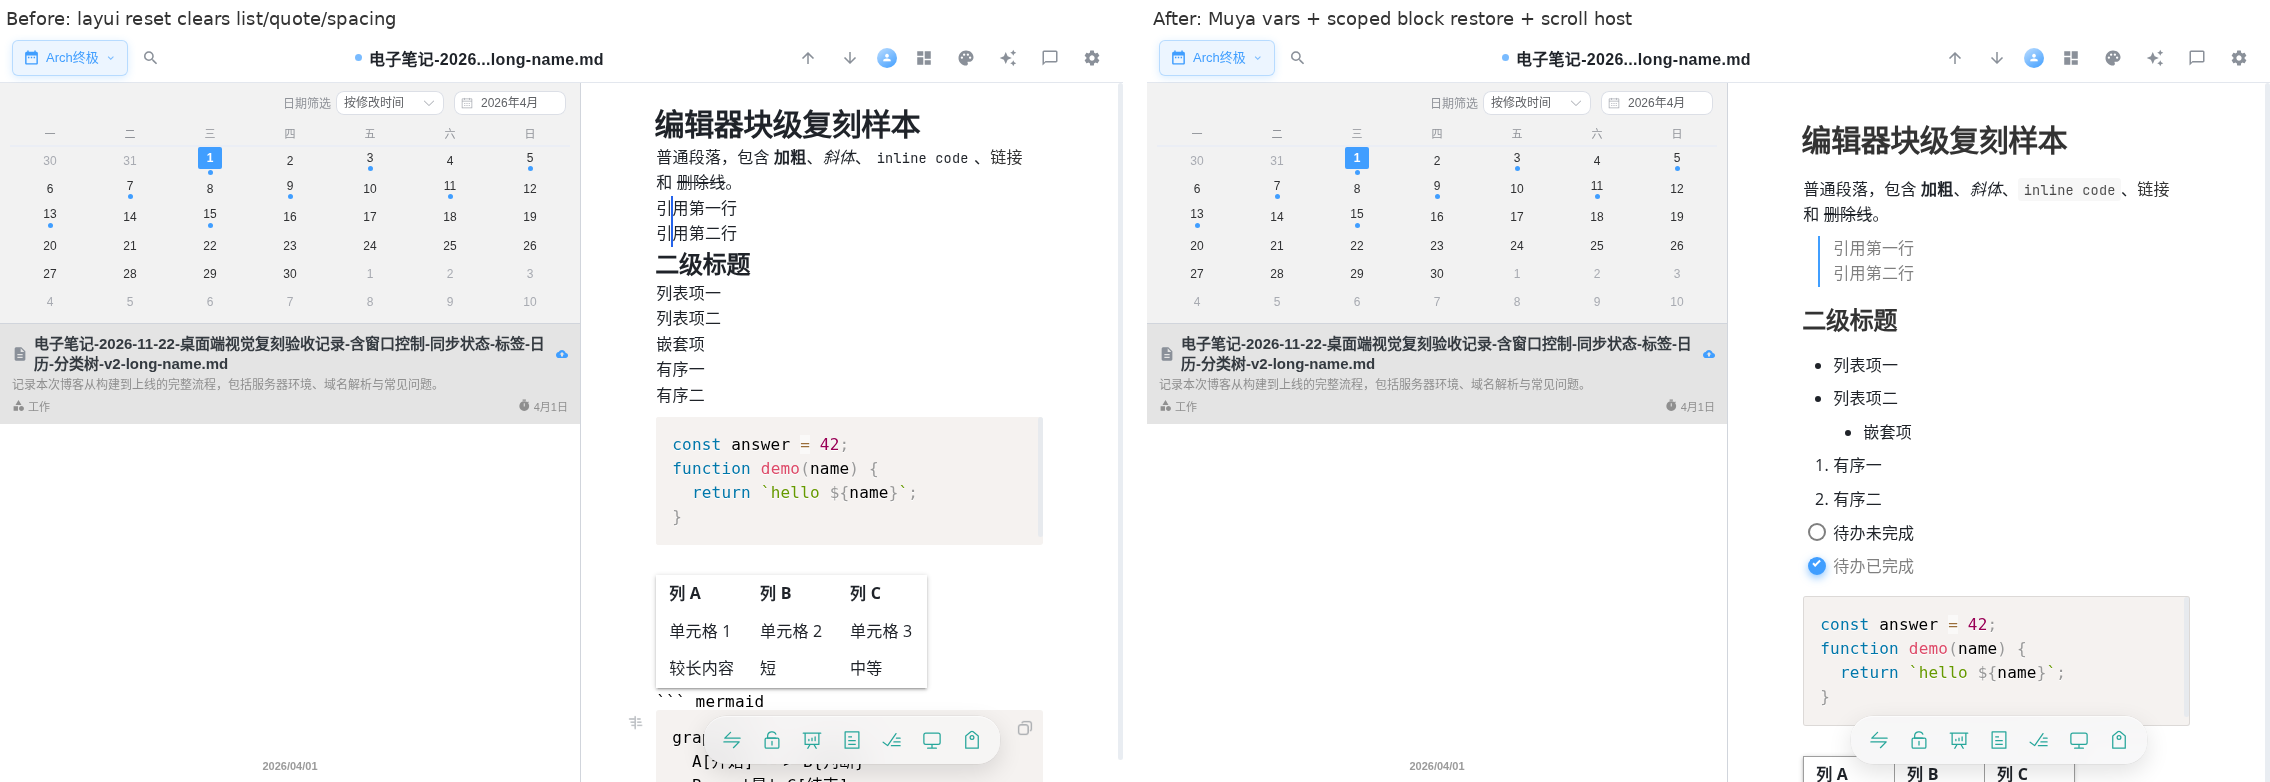 Before: layui reset clears list/quote/spacing
Arch终极
电子笔记-2026...long-name.md
日期筛选 按修改时间 2026年4月
一 二 三 四 五 六 日
30 31 1 2 3 4 5
6 7 8 9 10 11 12
13 14 15 16 17 18 19
20 21 22 23 24 25 26
27 28 29 30 1 2 3
4 5 6 7 8 9 10
电子笔记-2026-11-22-桌面端视觉复刻验收记录-含窗口控制-同步状态-标签-日
历-分类树-v2-long-name.md
记录本次博客从构建到上线的完整流程，包括服务器环境、域名解析与常见问题。
工作 4月1日
2026/04/01
编辑器块级复刻样本
普通段落，包含 加粗、斜体、 inline code 、链接
和 删除线。
引用第一行
引用第二行
二级标题
列表项一
列表项二
嵌套项
有序一
有序二
const answer = 42;
function demo(name) {
  return `hello ${name}`;
}
列 A 列 B 列 C
单元格 1 单元格 2 单元格 3
较长内容 短 中等
``` mermaid
After: Muya vars + scoped block restore + scroll host
Arch终极
电子笔记-2026...long-name.md
日期筛选 按修改时间 2026年4月
一 二 三 四 五 六 日
30 31 1 2 3 4 5
6 7 8 9 10 11 12
13 14 15 16 17 18 19
20 21 22 23 24 25 26
27 28 29 30 1 2 3
4 5 6 7 8 9 10
电子笔记-2026-11-22-桌面端视觉复刻验收记录-含窗口控制-同步状态-标签-日
历-分类树-v2-long-name.md
记录本次博客从构建到上线的完整流程，包括服务器环境、域名解析与常见问题。
工作 4月1日
2026/04/01
编辑器块级复刻样本
普通段落，包含 加粗、斜体、 inline code 、链接
和 删除线。
引用第一行
引用第二行
二级标题
• 列表项一
• 列表项二
• 嵌套项
1. 有序一
2. 有序二
待办未完成
待办已完成
const answer = 42;
function demo(name) {
  return `hello ${name}`;
}
列 A 列 B 列 C